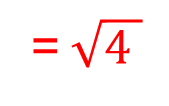 = √4